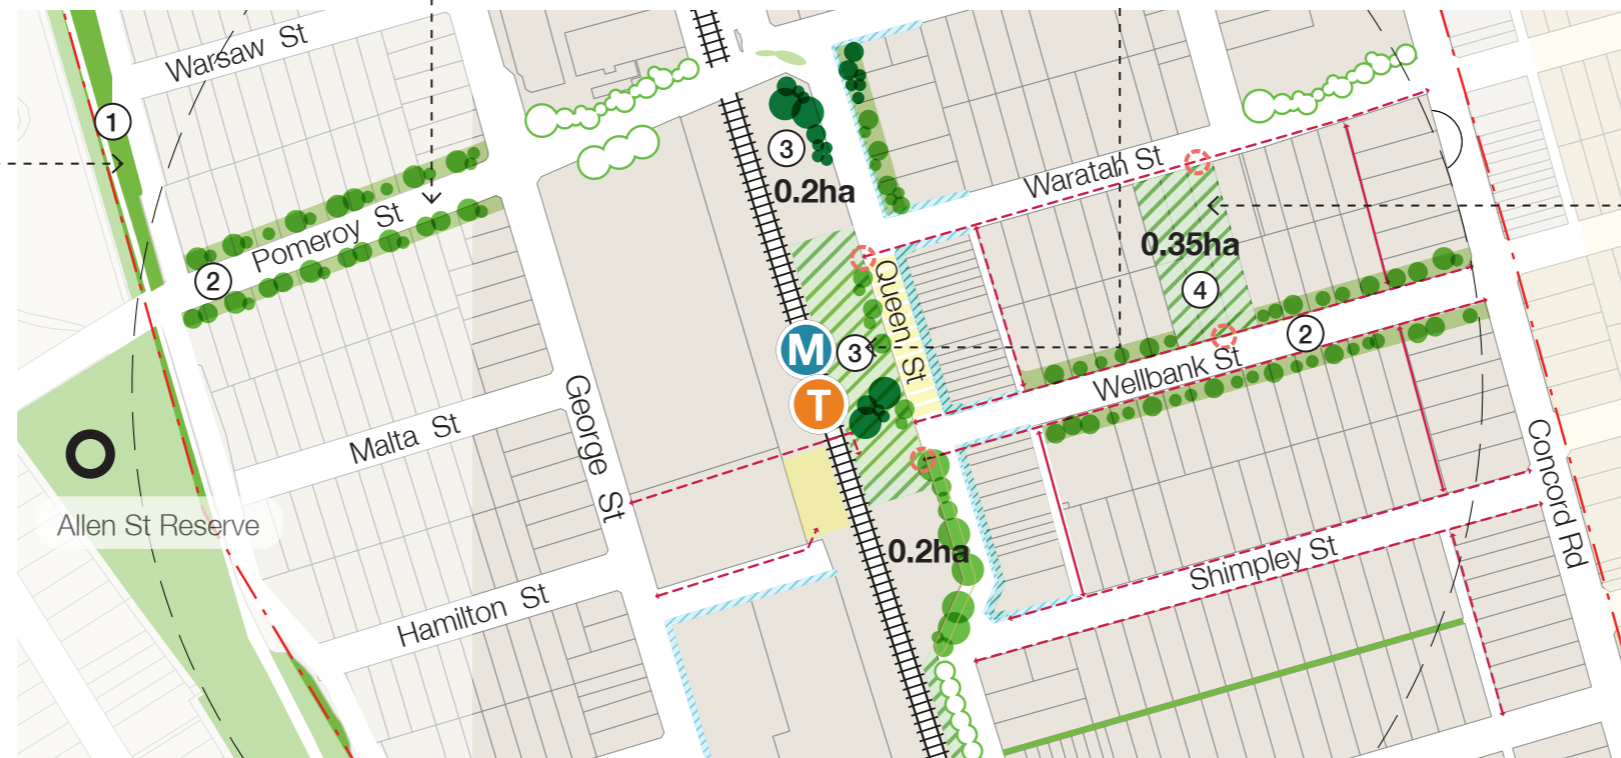 Warsaw St
1
3
0.2ha
Waratah St
Pomeroy St
2
0.35ha
4
Queen St
M
3
T
2
Wellbank St
George St
Malta St
Concord Rd
Allen St Reserve
0.2ha
Shimpley St
Hamilton St